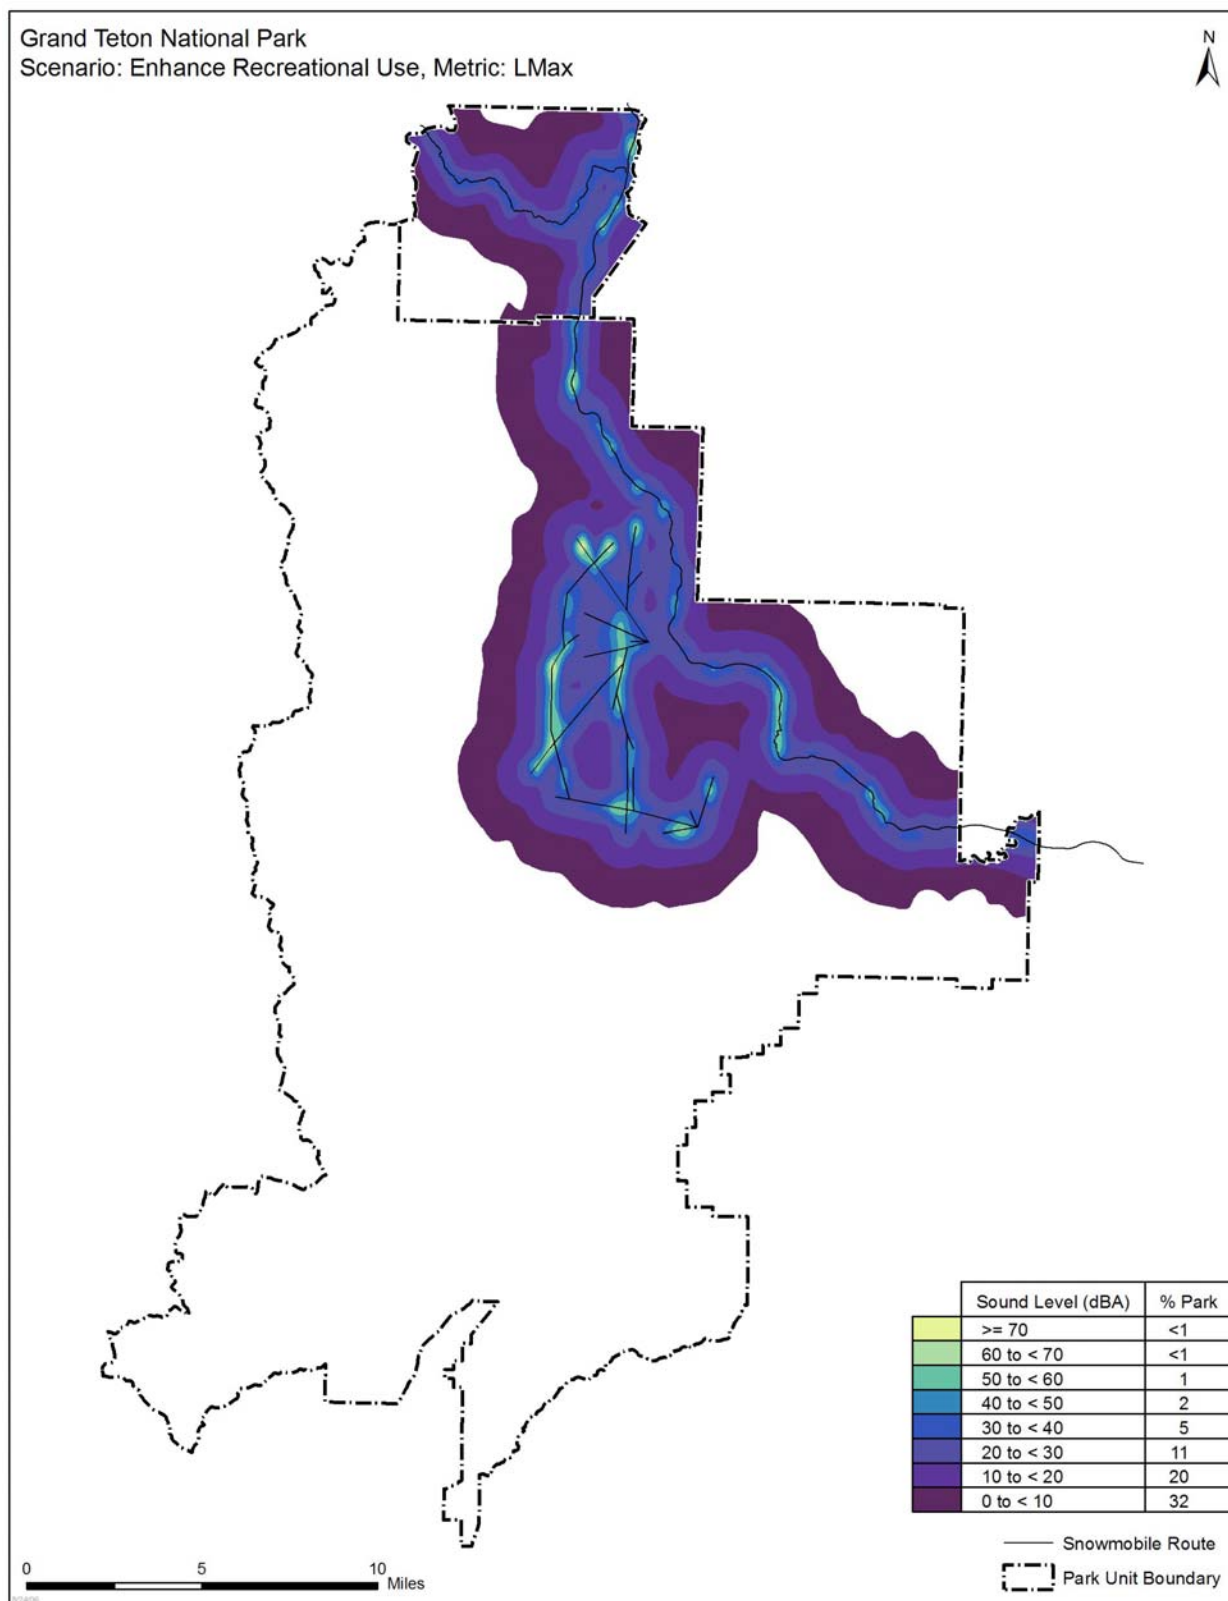 Grand Teton National Park
Scenario: Enhance Recreational Use, Metric: LMax
N
Sound Level (dBA) % Park
>= 70 <1
60 to < 70 <1
50 to < 60 1
40 to < 50 2
30 to < 40 5
20 to < 30 11
10 to < 20 20
0 to < 10 32
Snowmobile Route
Park Unit Boundary
0 5 10
Miles